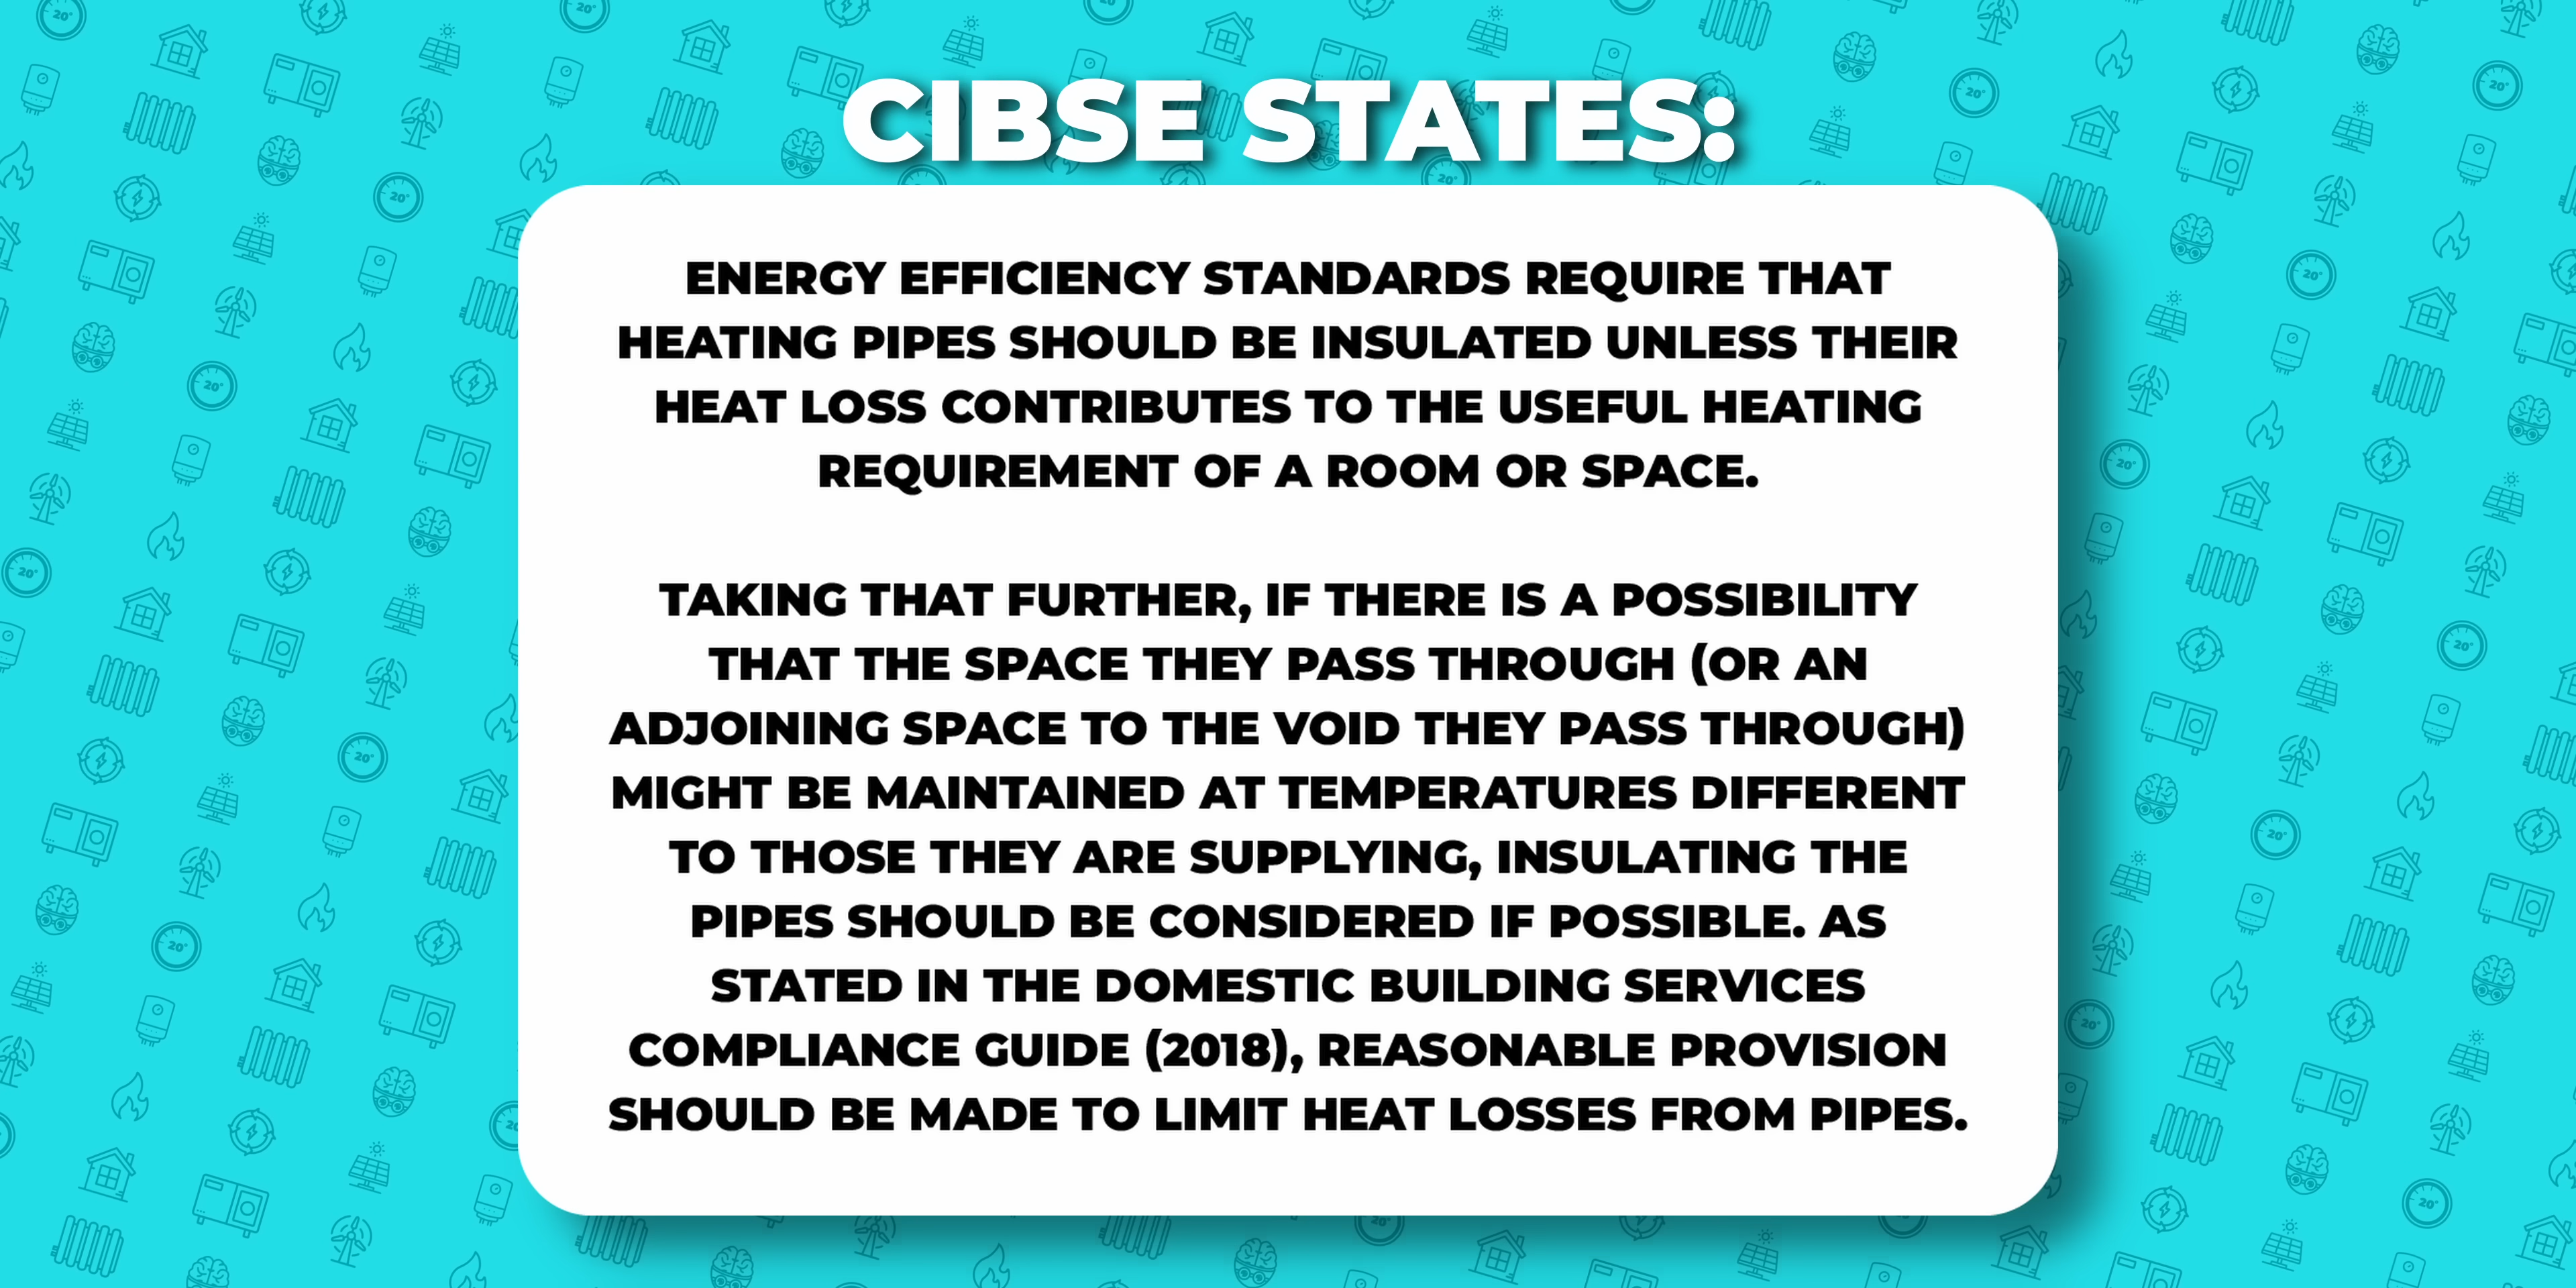 CIBSE STATES:
ENERGY EFFICIENCY STANDARDS REQUIRE THAT
HEATING PIPES SHOULD BE INSULATED UNLESS THEIR
HEAT LOSS CONTRIBUTES TO THE USEFUL HEATING
REQUIREMENT OF A ROOM OR SPACE.
TAKING THAT FURTHER, IF THERE IS A POSSIBILITY
THAT THE SPACE THEY PASS THROUGH (OR AN
ADJOINING SPACE TO THE VOID THEY PASS THROUGH)
MIGHT BE MAINTAINED AT TEMPERATURES DIFFERENT
TO THOSE THEY ARE SUPPLYING, INSULATING THE
PIPES SHOULD BE CONSIDERED IF POSSIBLE. AS
STATED IN THE DOMESTIC BUILDING SERVICES
COMPLIANCE GUIDE (2018), REASONABLE PROVISION
SHOULD BE MADE TO LIMIT HEAT LOSSES FROM PIPES.